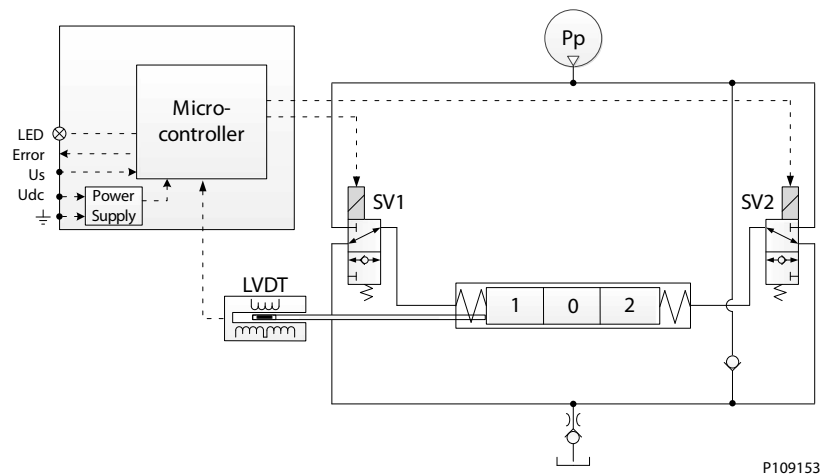 Pp
Micro-
controller
LED
Error
Us
Udc
Power
Supply
SV1
SV2
LVDT
1 0 2
P109153